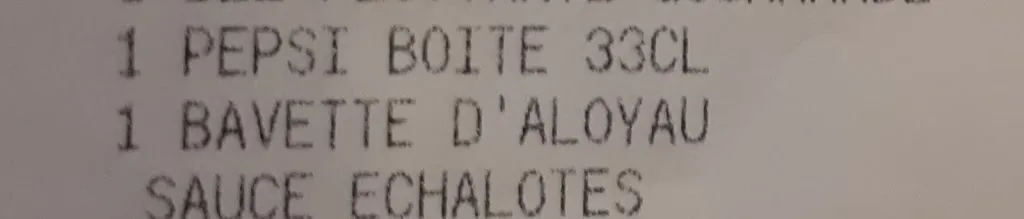 1 PEPSI BOITE 33CL
1 BAVETTE D'ALOYAU
SAUCE ECHALOTES